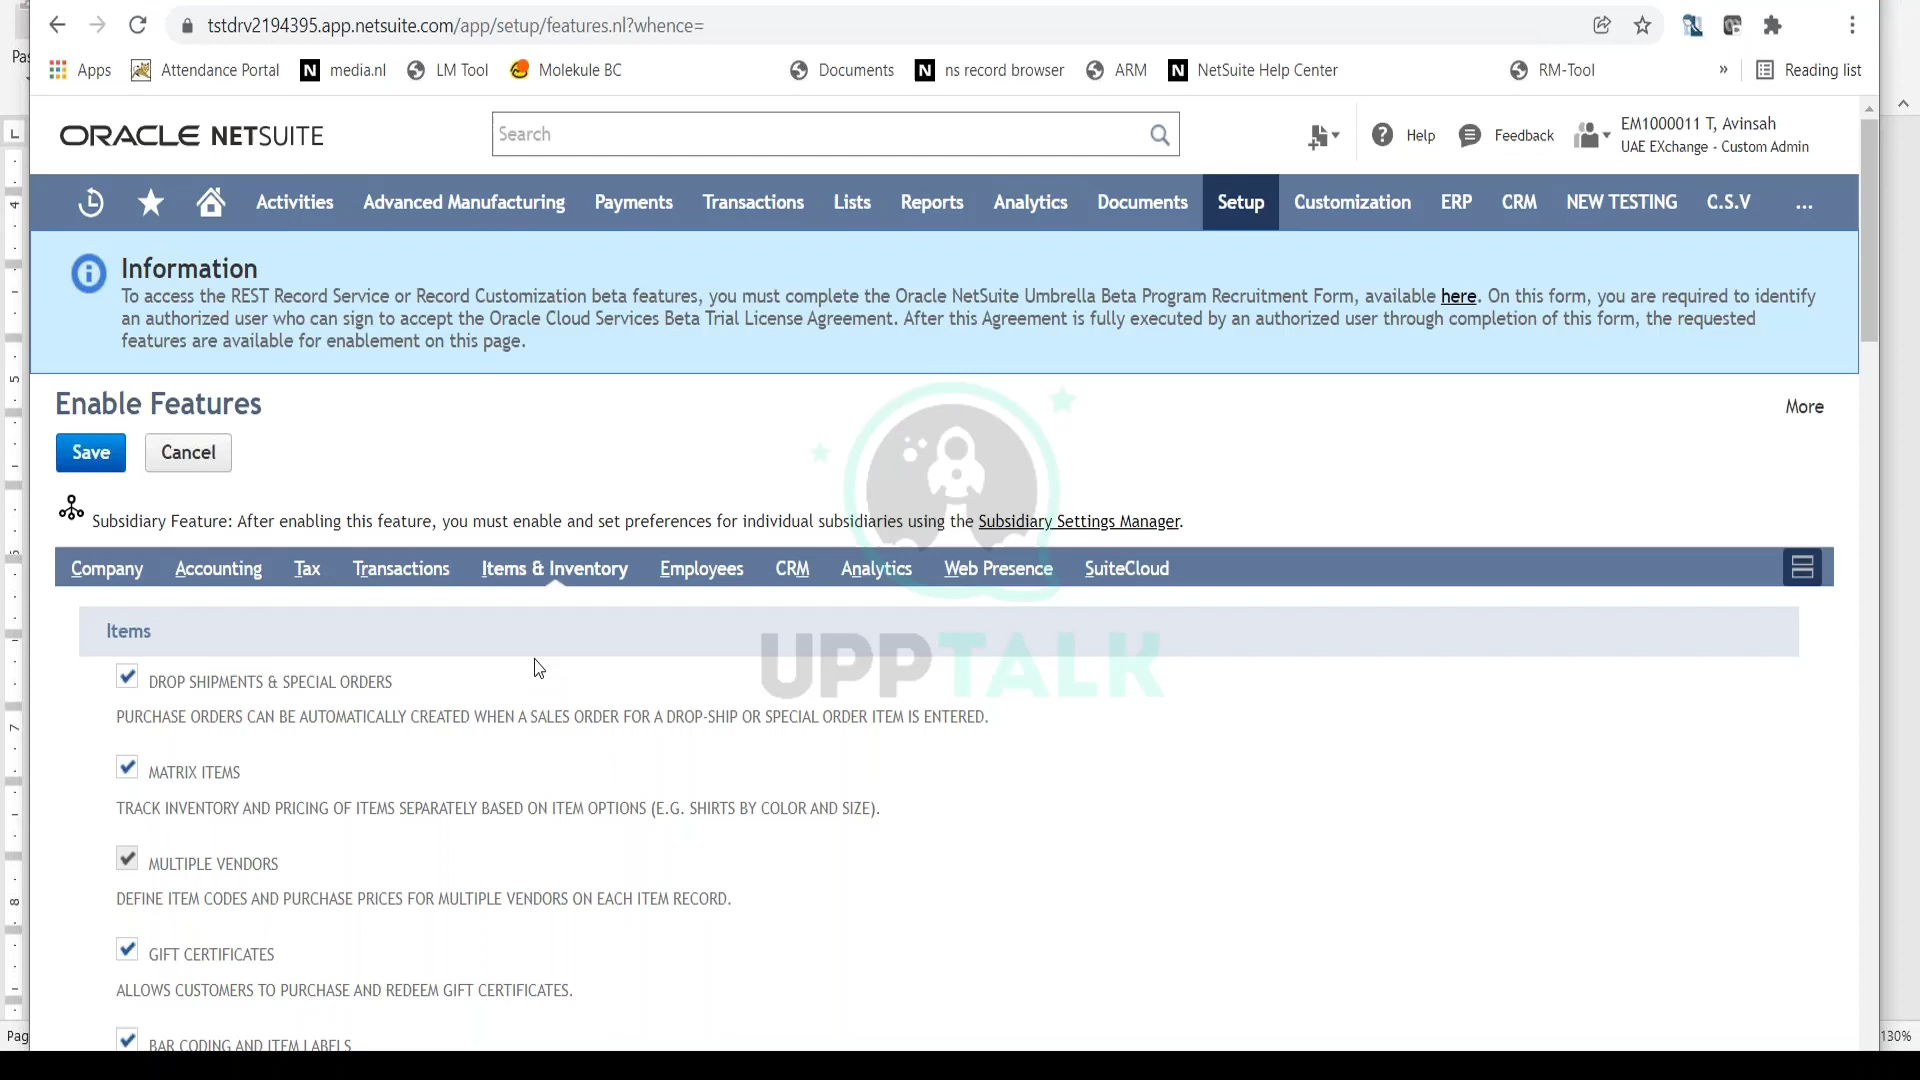 Pas
tstdrv2194395.app.netsuite.com/app/setup/features.nl?whence=
Apps Attendance Portal media.nl LM Tool Molekule BC Documents ns record browser ARM NetSuite Help Center RM-Tool » Reading list
ORACLE NETSUITE Search Help Feedback EM1000011 T, Avinsah
UAE EXchange - Custom Admin
Activities Advanced Manufacturing Payments Transactions Lists Reports Analytics Documents Setup Customization ERP CRM NEW TESTING C.S.V ...
Information
To access the REST Record Service or Record Customization beta features, you must complete the Oracle NetSuite Umbrella Beta Program Recruitment Form, available here. On this form, you are required to identify
an authorized user who can sign to accept the Oracle Cloud Services Beta Trial License Agreement. After this Agreement is fully executed by an authorized user through completion of this form, the requested
features are available for enablement on this page.
Enable Features More
Save Cancel
Subsidiary Feature: After enabling this feature, you must enable and set preferences for individual subsidiaries using the Subsidiary Settings Manager.
Company Accounting Tax Transactions Items & Inventory Employees CRM Analytics Web Presence SuiteCloud
Items
UPPTALK
DROP SHIPMENTS & SPECIAL ORDERS
PURCHASE ORDERS CAN BE AUTOMATICALLY CREATED WHEN A SALES ORDER FOR A DROP-SHIP OR SPECIAL ORDER ITEM IS ENTERED.
MATRIX ITEMS
TRACK INVENTORY AND PRICING OF ITEMS SEPARATELY BASED ON ITEM OPTIONS (E.G. SHIRTS BY COLOR AND SIZE).
MULTIPLE VENDORS
DEFINE ITEM CODES AND PURCHASE PRICES FOR MULTIPLE VENDORS ON EACH ITEM RECORD.
GIFT CERTIFICATES
ALLOWS CUSTOMERS TO PURCHASE AND REDEEM GIFT CERTIFICATES.
BAR CODING AND ITEM LABELS
Pag 130%